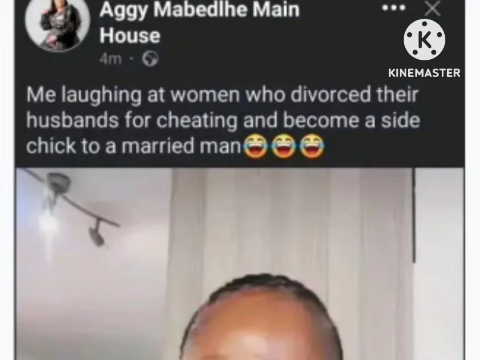 Aggy Mabedlhe Main
House
4m ·
KINEMASTER
Me laughing at women who divorced their
husbands for cheating and become a side
chick to a married man😂😂😂